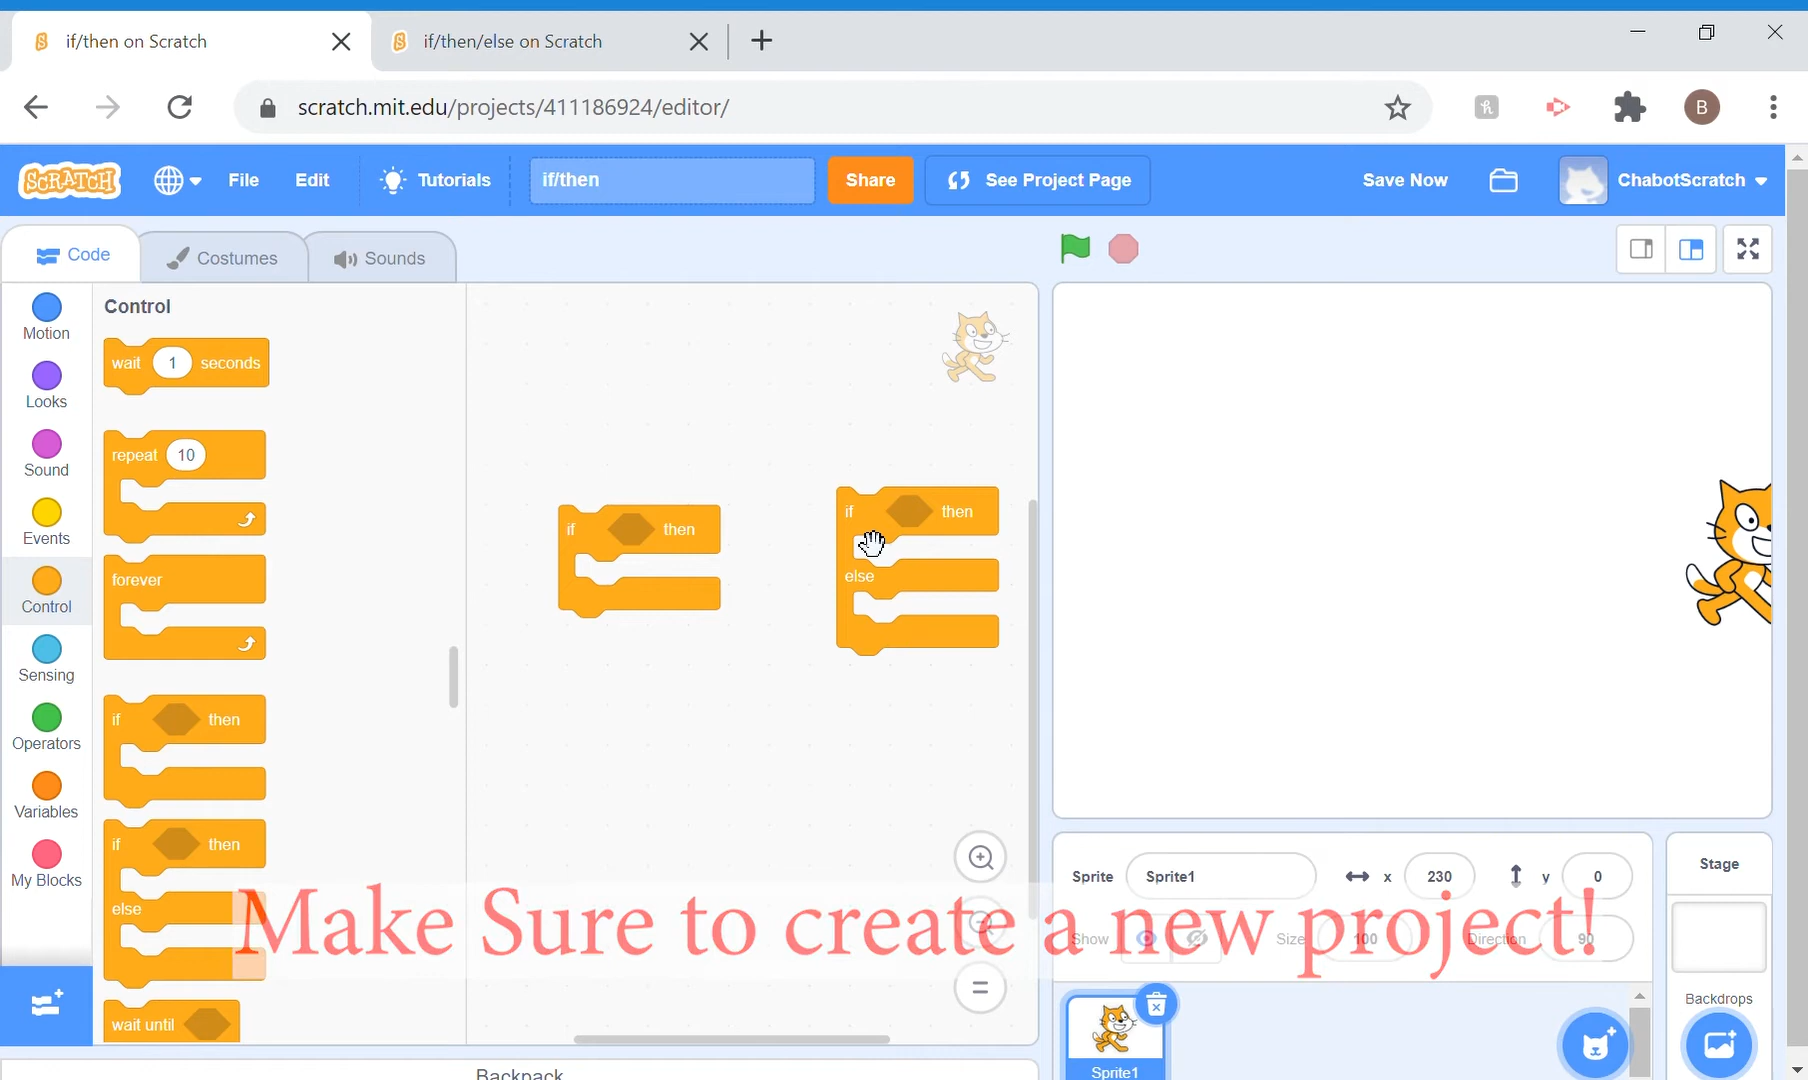 if/then on Scratch
if/then/else on Scratch
scratch.mit.edu/projects/411186924/editor/
B
SCRATCH
File
Edit
Tutorials
if/then
Share
See Project Page
Save Now
ChabotScratch
Code
Costumes
Sounds
Motion
Looks
Sound
Events
Control
Sensing
Operators
Variables
My Blocks
Control
wait 1 seconds
repeat 10
forever
if then
if then
else
wait until
if then
if then
else
Make Sure to create a new project!
Sprite Sprite1 x 230 y 0
Show Size 100 Direction 90
Sprite1
Stage
Backdrops
Backpack